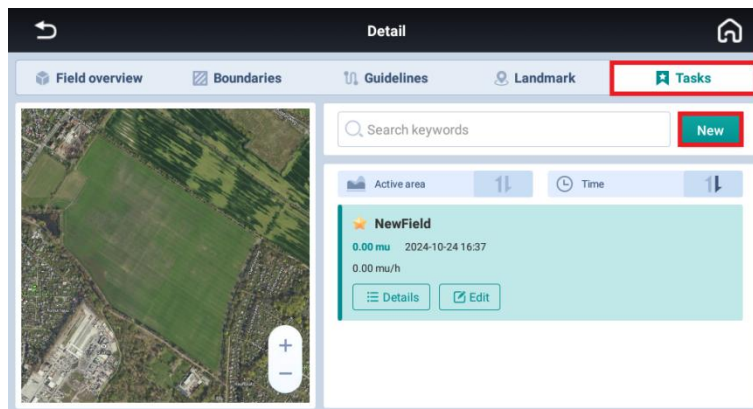 Detail
Field overview
Boundaries
Guidelines
Landmark
Tasks
Search keywords
New
Active area
Time
NewField
0.00 mu 2024-10-24 16:37
0.00 mu/h
Details
Edit
+
−